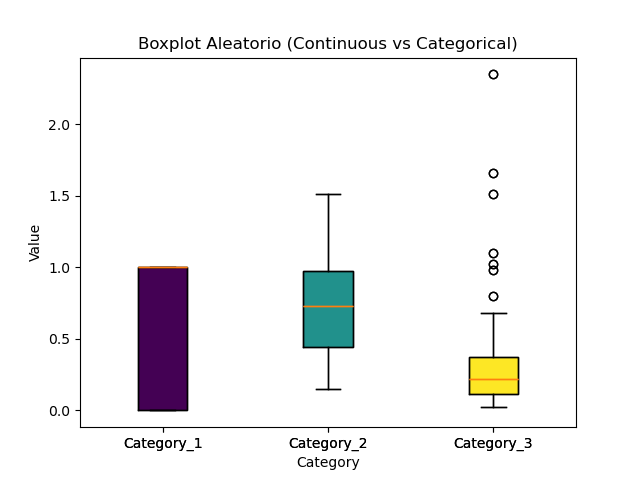 Boxplot Aleatorio (Continuous vs Categorical)
2.0
1.5
1.0
0.5
0.0
Value
Category_1 Category_2 Category_3
Category